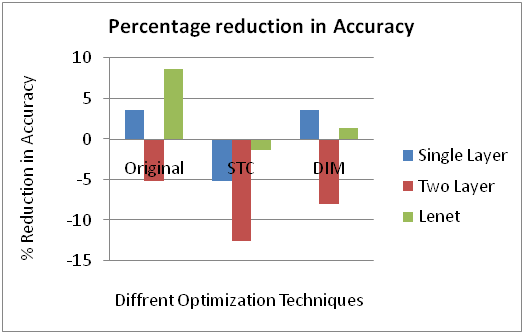 Percentage reduction in Accuracy
% Reduction in Accuracy
10
5
0
-5
-10
-15
Original STC DIM
Single Layer
Two Layer
Lenet
Diffrent Optimization Techniques